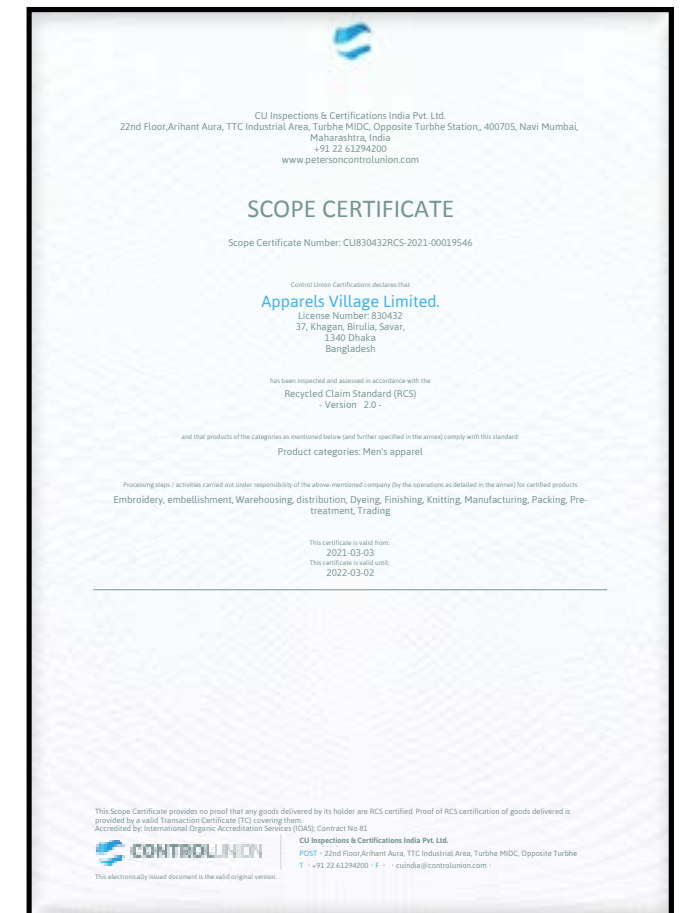 CU Inspections & Certifications India Pvt. Ltd.
22nd Floor,Arihant Aura, TTC Industrial Area, Turbhe MIDC, Opposite Turbhe Station,, 400705, Navi Mumbai,
Maharashtra, India
+91 22 61294200
www.petersoncontrolunion.com
SCOPE CERTIFICATE
Scope Certificate Number: CU830432RCS-2021-00019546
Control Union Certifications declares that
Apparels Village Limited.
License Number: 830432
37, Khagan, Birulia, Savar,
1340 Dhaka
Bangladesh
has been inspected and assessed in accordance with the
Recycled Claim Standard (RCS)
- Version 2.0 -
and that products of the categories as mentioned below (and further specified in the annex) comply with this standard:
Product categories: Men's apparel
Processing steps / activities carried out under responsibility of the above-mentioned company (by the operations as detailed in the annex) for certified products
Embroidery, embellishment, Warehousing, distribution, Dyeing, Finishing, Knitting, Manufacturing, Packing, Pre-
treatment, Trading
This certificate is valid from:
2021-03-03
This certificate is valid until:
2022-03-02
This Scope Certificate provides no proof that any goods delivered by its holder are RCS certified. Proof of RCS certification of goods delivered is
provided by a valid Transaction Certificate (TC) covering them.
Accredited by: International Organic Accreditation Services (IOAS); Contract No 81
CONTROLUNION
CU Inspections & Certifications India Pvt. Ltd.
POST • 22nd Floor,Arihant Aura, TTC Industrial Area, Turbhe MIDC, Opposite Turbhe
T • +91 22 61294200 • F • • cuindia@controlunion.com •
This electronically issued document is the valid original version.